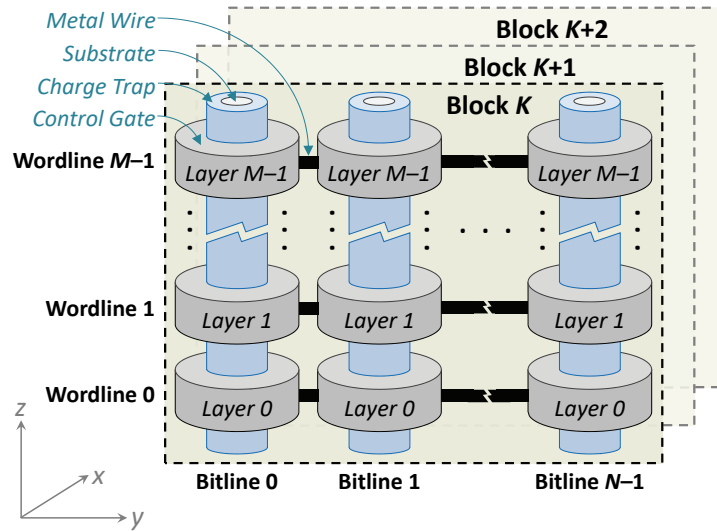 Metal Wire
Block K+2
Substrate
Block K+1
Charge Trap
Block K
Control Gate
Wordline M–1
Layer M–1
Layer M–1
Layer M–1
. . . .
Wordline 1
Layer 1
Layer 1
Layer 1
Wordline 0
Layer 0
Layer 0
Layer 0
z
x
y
Bitline 0
Bitline 1
Bitline N–1